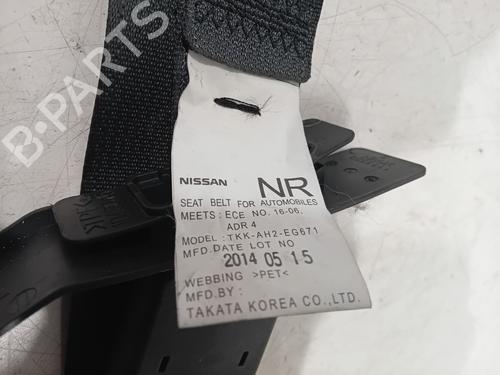 B-PARTS
NISSAN NR
SEAT BELT FOR AUTOMOBILES
MEETS: ECE NO. 16-06.
ADR 4
MODEL: TKK-AH2-EG671
MFD.DATE LOT NO
2014 05 15
WEBBING >PET<
MFD.BY:
TAKATA KOREA CO.,LTD.